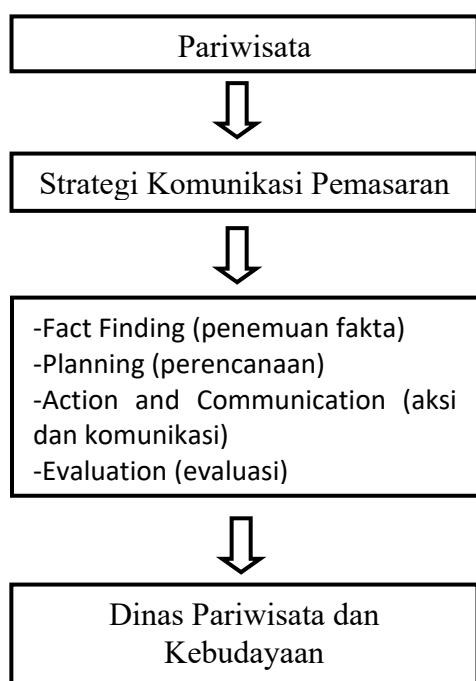 Pariwisata
Strategi Komunikasi Pemasaran
-Fact Finding (penemuan fakta)
-Planning (perencanaan)
-Action and Communication (aksi
dan komunikasi)
-Evaluation (evaluasi)
Dinas Pariwisata dan
Kebudayaan